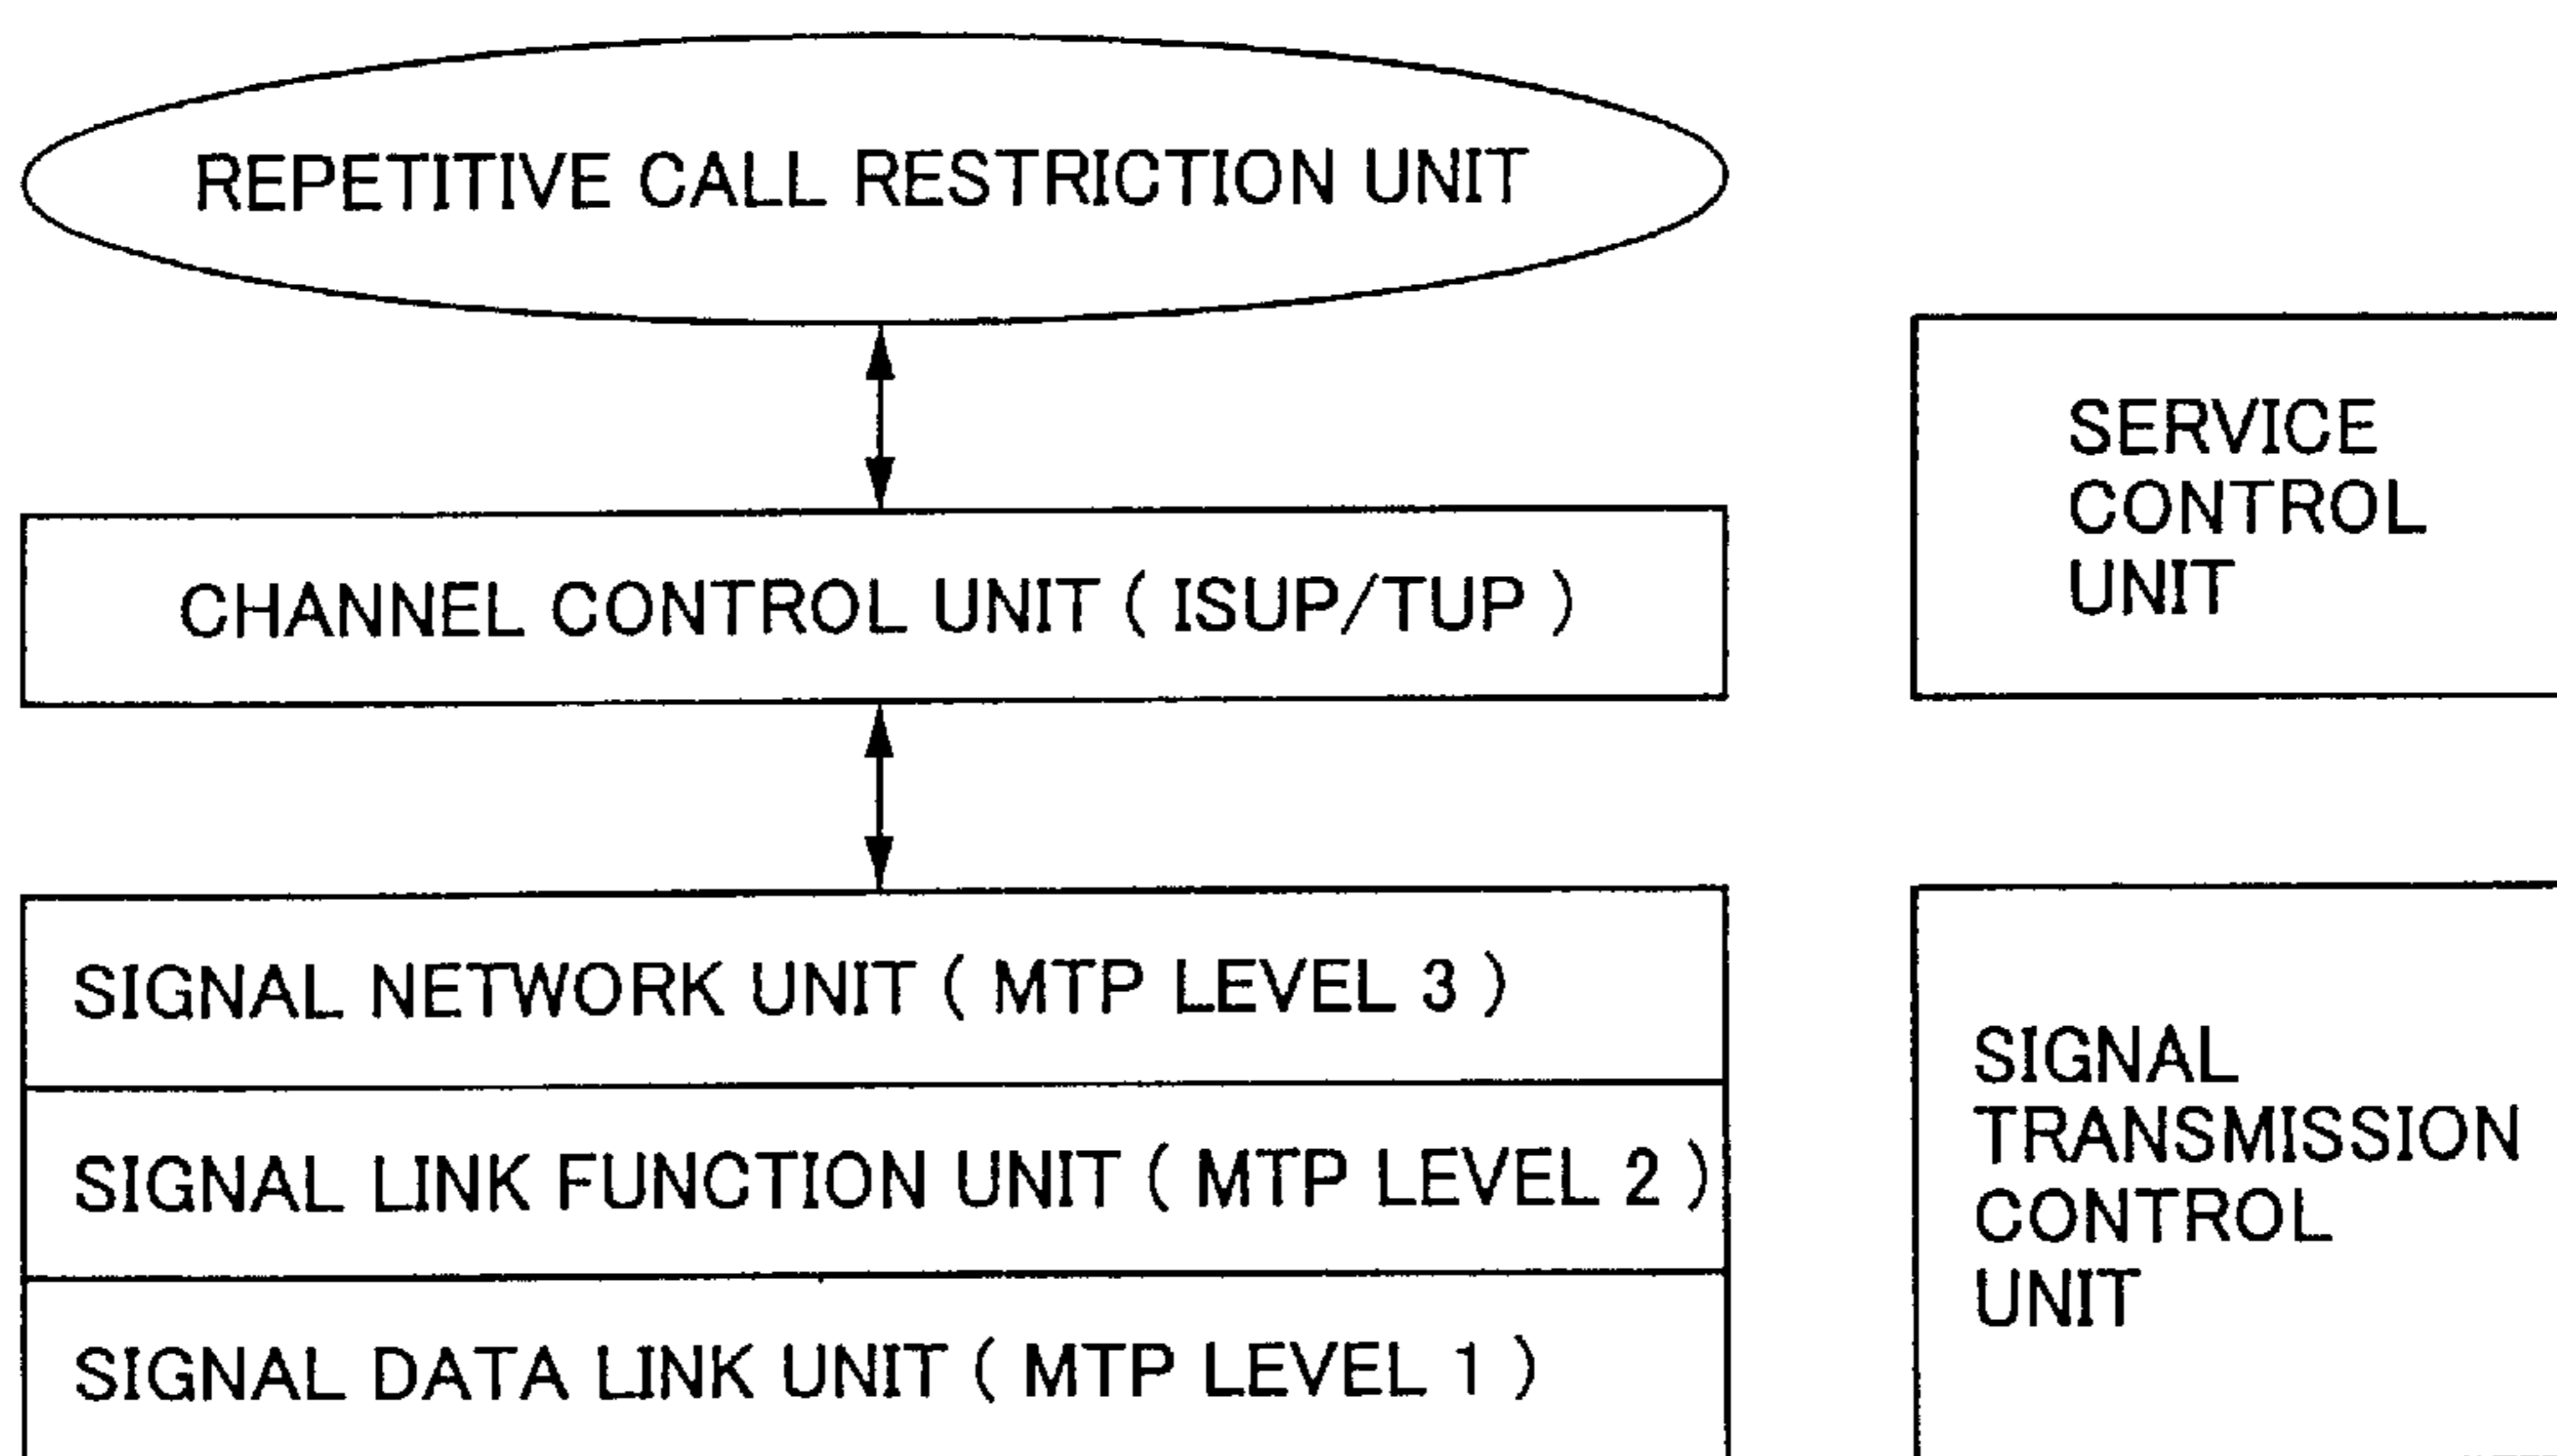 REPETITIVE CALL RESTRICTION UNIT
CHANNEL CONTROL UNIT ( ISUP/TUP )
SERVICE
CONTROL
UNIT
SIGNAL NETWORK UNIT ( MTP LEVEL 3 )
SIGNAL LINK FUNCTION UNIT ( MTP LEVEL 2 )
SIGNAL DATA LINK UNIT ( MTP LEVEL 1 )
SIGNAL
TRANSMISSION
CONTROL
UNIT